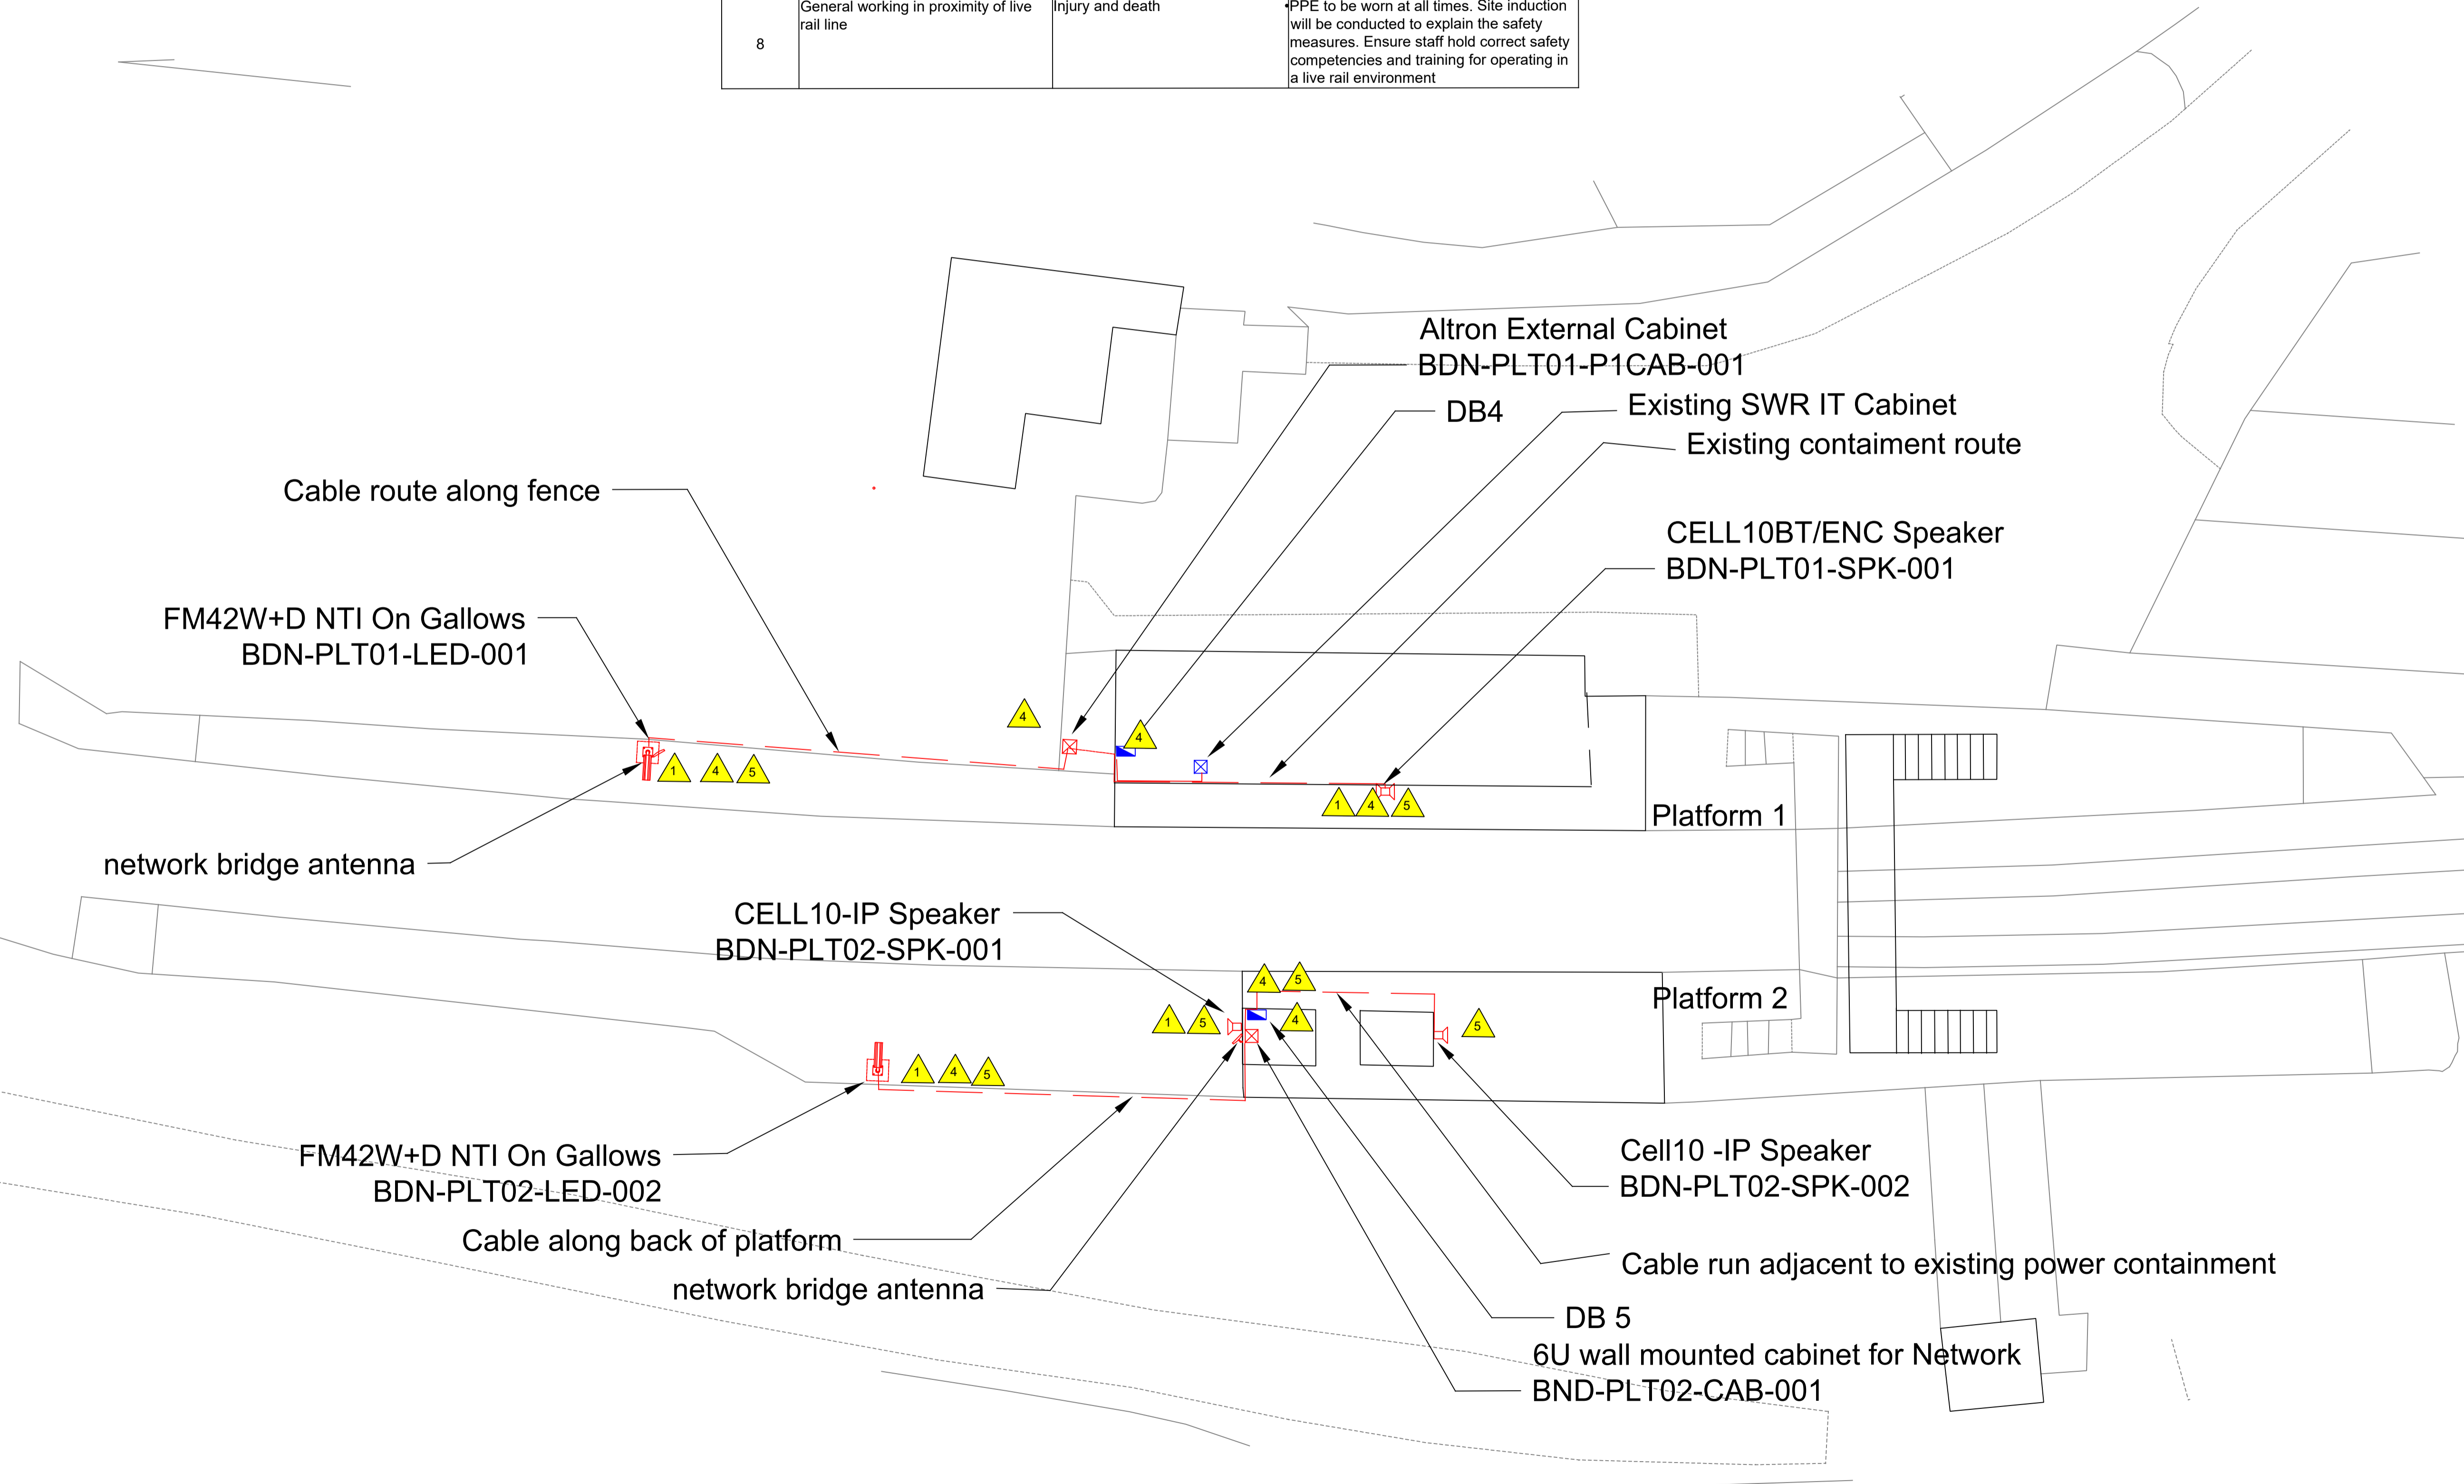 8
General working in proximity of live
rail line
Injury and death
•PPE to be worn at all times. Site induction
will be conducted to explain the safety
measures. Ensure staff hold correct safety
competencies and training for operating in
a live rail environment
Altron External Cabinet
BDN-PLT01-P1CAB-001
DB4
Existing SWR IT Cabinet
Existing contaiment route
Cable route along fence
CELL10BT/ENC Speaker
BDN-PLT01-SPK-001
FM42W+D NTI On Gallows
BDN-PLT01-LED-001
4
4
1
4
5
1
4
5
Platform 1
network bridge antenna
CELL10-IP Speaker
BDN-PLT02-SPK-001
4
5
Platform 2
1
5
4
5
1
4
5
FM42W+D NTI On Gallows
BDN-PLT02-LED-002
Cell10 -IP Speaker
BDN-PLT02-SPK-002
Cable along back of platform
Cable run adjacent to existing power containment
network bridge antenna
DB 5
6U wall mounted cabinet for Network
BND-PLT02-CAB-001